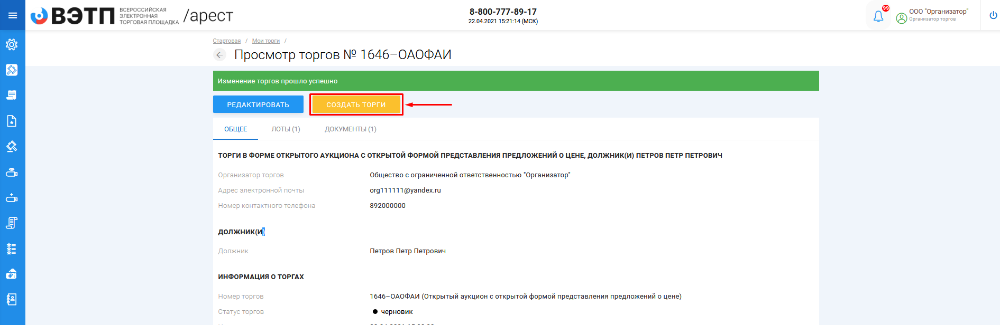 ВЭТП
ВСЕРОССИЙСКАЯ
ЭЛЕКТРОННАЯ
ТОРГОВАЯ ПЛОЩАДКА
/арест
8-800-777-89-17
22.04.2021 15:21:14 (МСК)
99
ООО "Организатор"
Организатор торгов
Стартовая / Мои торги /
Просмотр торгов № 1646–ОАОФАИ
Изменение торгов прошло успешно
РЕДАКТИРОВАТЬ СОЗДАТЬ ТОРГИ
ОБЩЕЕ ЛОТЫ (1) ДОКУМЕНТЫ (1)
ТОРГИ В ФОРМЕ ОТКРЫТОГО АУКЦИОНА С ОТКРЫТОЙ ФОРМОЙ ПРЕДСТАВЛЕНИЯ ПРЕДЛОЖЕНИЙ О ЦЕНЕ, ДОЛЖНИК(И) ПЕТРОВ ПЕТР ПЕТРОВИЧ
Организатор торгов Общество с ограниченной ответственностью "Организатор"
Адрес электронной почты org111111@yandex.ru
Номер контактного телефона 892000000
ДОЛЖНИК(И)
Должник Петров Петр Петрович
ИНФОРМАЦИЯ О ТОРГАХ
Номер торгов 1646–ОАОФАИ (Открытый аукцион с открытой формой представления предложений о цене)
Статус торгов черновик